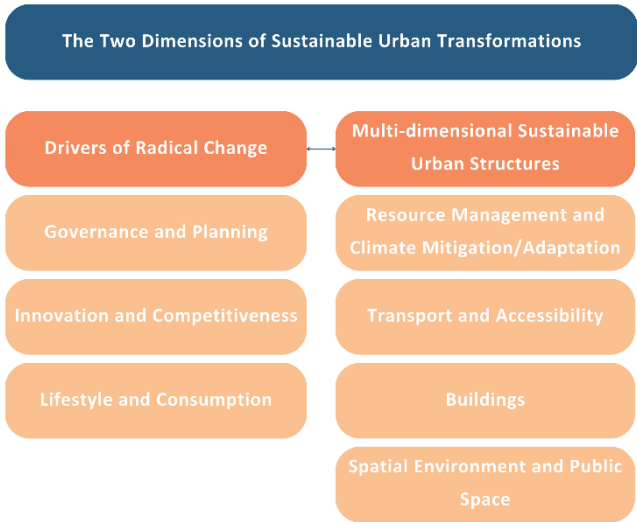 The Two Dimensions of Sustainable Urban Transformations
Drivers of Radical Change
Multi-dimensional Sustainable
Urban Structures
Governance and Planning
Resource Management and
Climate Mitigation/Adaptation
Innovation and Competitiveness
Transport and Accessibility
Lifestyle and Consumption
Buildings
Spatial Environment and Public
Space